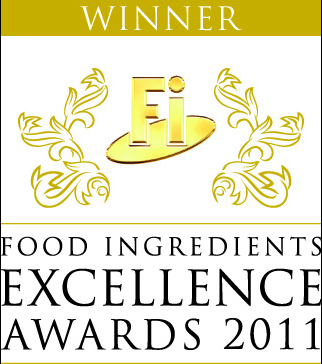 WINNER
Fi
FOOD INGREDIENTS
EXCELLENCE
AWARDS 2011